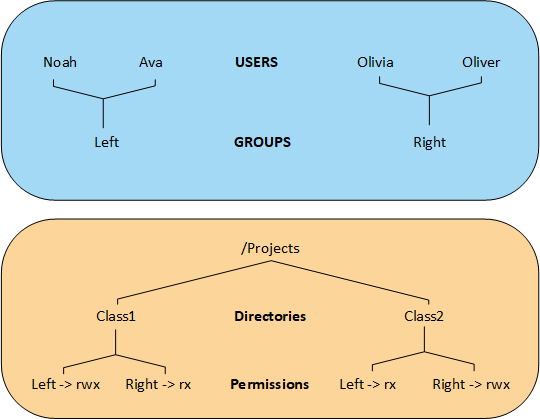 Noah Ava USERS Olivia Oliver
Left GROUPS Right
/Projects
Class1 Directories Class2
Left -> rwx Right -> rx Permissions Left -> rx Right -> rwx